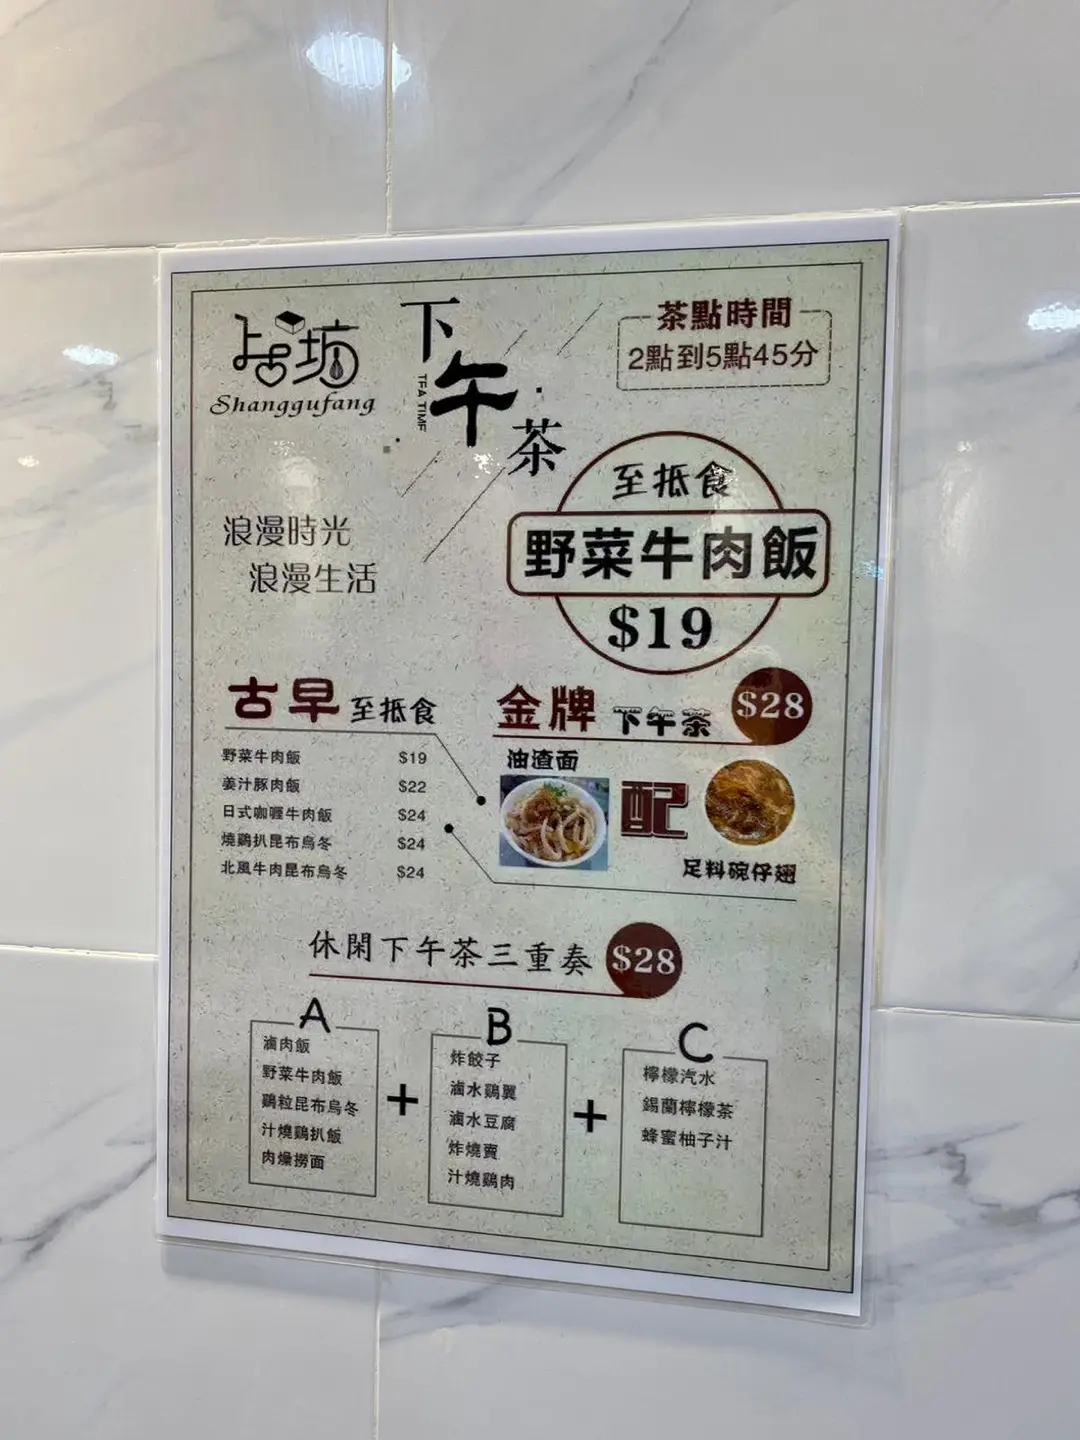 上古坊
Shanggufang
下午茶
TEA TIME
茶點時間
2點到5點45分
浪漫時光
浪漫生活
至抵食
野菜牛肉飯
$19
古早 至抵食
野菜牛肉飯 $19
姜汁豚肉飯 $22
日式咖喱牛肉飯 $24
燒鷄扒昆布烏冬 $24
北風牛肉昆布烏冬 $24
金牌 下午茶 $28
油渣面
配
足料碗仔翅
休閑下午茶三重奏 $28
A
滷肉飯
野菜牛肉飯
鷄粒昆布烏冬
汁燒鷄扒飯
肉燥撈面
+
B
炸餃子
滷水鷄翼
滷水豆腐
炸燒賣
汁燒鷄肉
+
C
檸檬汽水
錫蘭檸檬茶
蜂蜜柚子汁